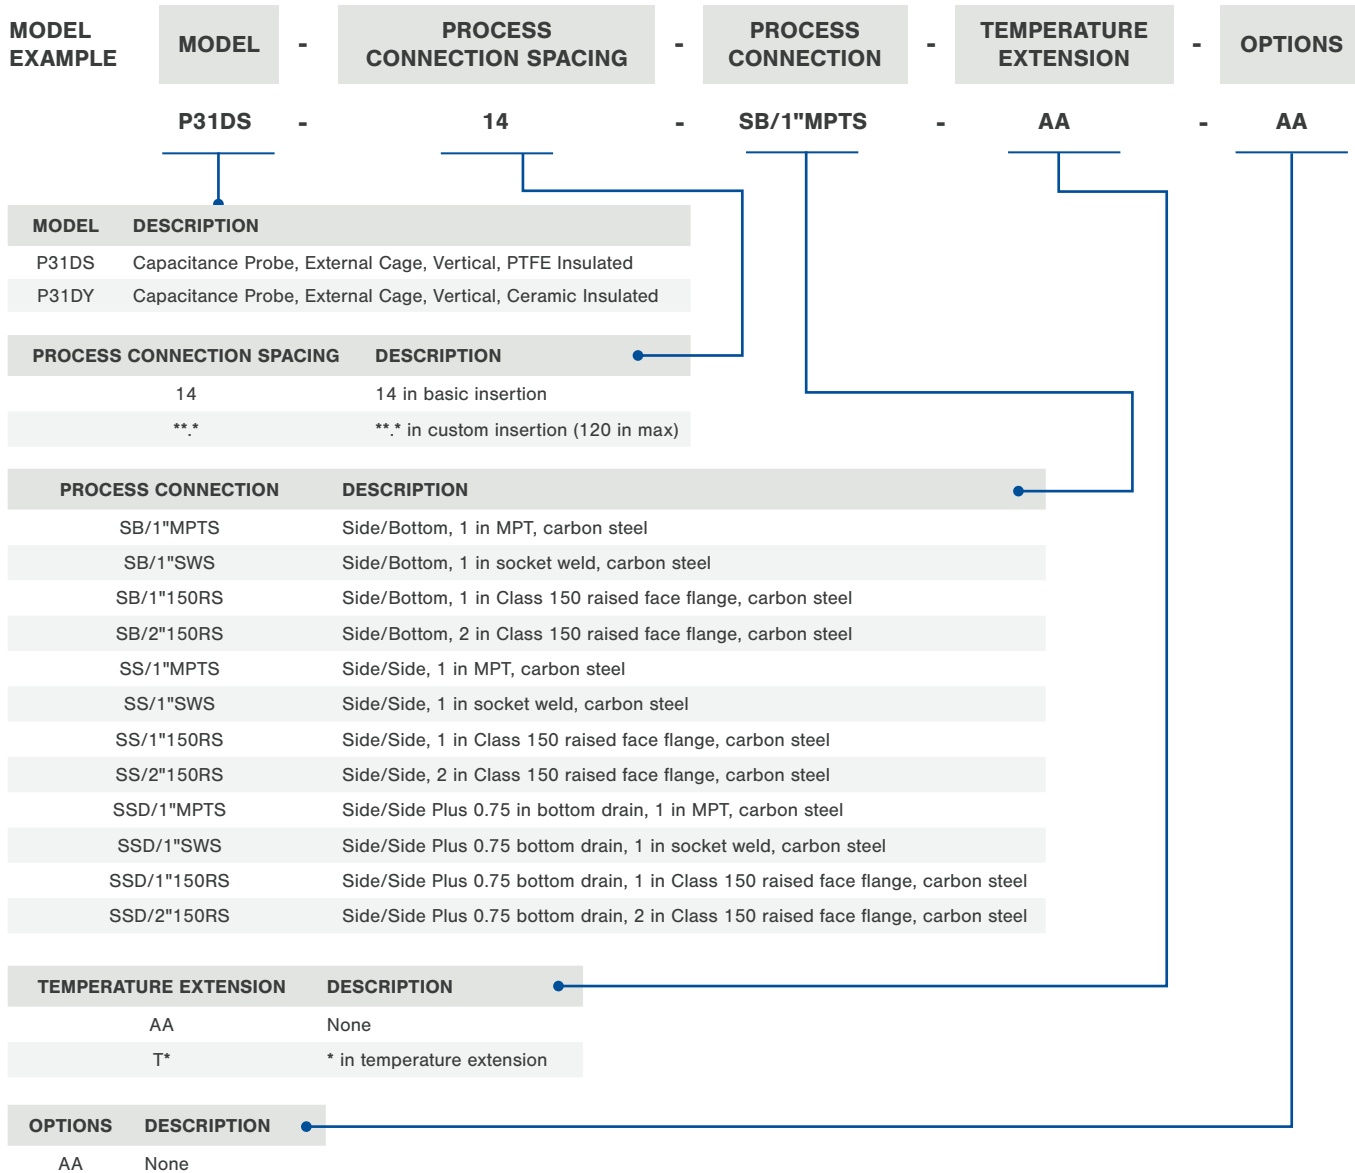 MODEL EXAMPLE
MODEL - PROCESS CONNECTION SPACING - PROCESS CONNECTION - TEMPERATURE EXTENSION - OPTIONS
P31DS - 14 - SB/1"MPTS - AA - AA
MODEL DESCRIPTION
P31DS Capacitance Probe, External Cage, Vertical, PTFE Insulated
P31DY Capacitance Probe, External Cage, Vertical, Ceramic Insulated
PROCESS CONNECTION SPACING DESCRIPTION
14 14 in basic insertion
**.* **.* in custom insertion (120 in max)
PROCESS CONNECTION DESCRIPTION
SB/1"MPTS Side/Bottom, 1 in MPT, carbon steel
SB/1"SWS Side/Bottom, 1 in socket weld, carbon steel
SB/1"150RS Side/Bottom, 1 in Class 150 raised face flange, carbon steel
SB/2"150RS Side/Bottom, 2 in Class 150 raised face flange, carbon steel
SS/1"MPTS Side/Side, 1 in MPT, carbon steel
SS/1"SWS Side/Side, 1 in socket weld, carbon steel
SS/1"150RS Side/Side, 1 in Class 150 raised face flange, carbon steel
SS/2"150RS Side/Side, 2 in Class 150 raised face flange, carbon steel
SSD/1"MPTS Side/Side Plus 0.75 in bottom drain, 1 in MPT, carbon steel
SSD/1"SWS Side/Side Plus 0.75 bottom drain, 1 in socket weld, carbon steel
SSD/1"150RS Side/Side Plus 0.75 bottom drain, 1 in Class 150 raised face flange, carbon steel
SSD/2"150RS Side/Side Plus 0.75 bottom drain, 2 in Class 150 raised face flange, carbon steel
TEMPERATURE EXTENSION DESCRIPTION
AA None
T* * in temperature extension
OPTIONS DESCRIPTION
AA None